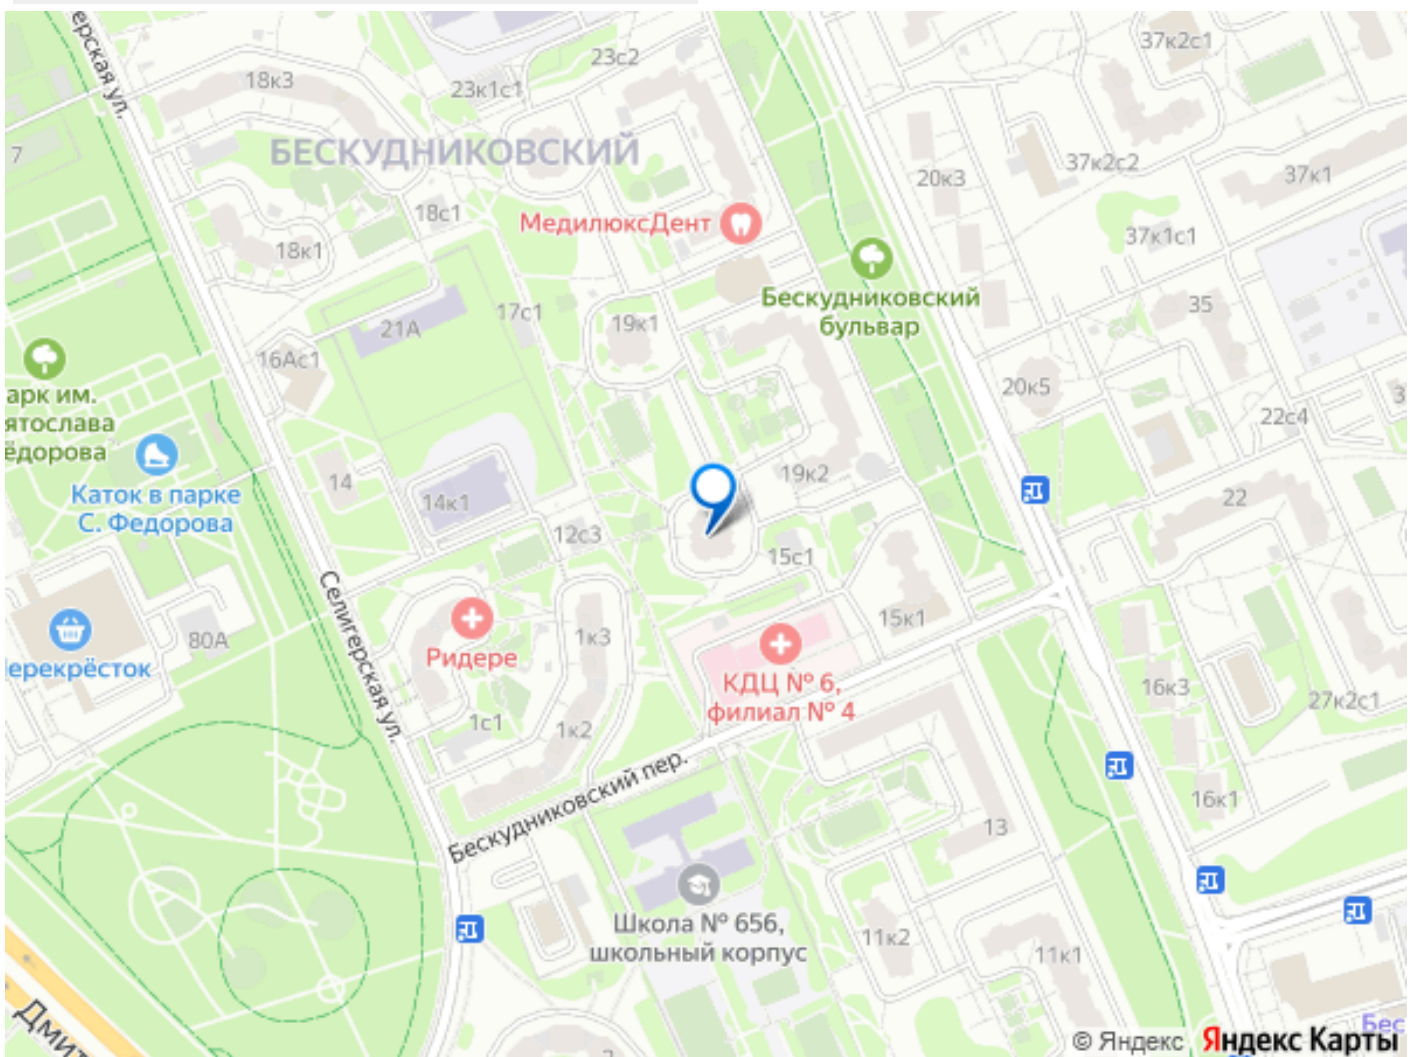 ерская ул.
18к3
23к1с1
23с2
37к2с1
7
БЕСКУДНИКОВСКИЙ
20к3
37к2с2
37к1
18с1
МедилюксДент
18к1
37к1с1
Бескудниковский
бульвар
17с1
21А
19к1
35
16Ас1
арк им.
ятослава
ёдорова
20к5
3
22с4
Каток в парке
С. Федорова
14
14к1
19к2
22
12с3
15с1
Селигерская ул.
15к1
80А
1к3
Ридере
ерекрёсток
КДЦ № 6,
филиал № 4
16к3
27к2с1
1с1
1к2
Бескудниковский пер.
16к1
13
Школа № 656,
школьный корпус
11к2
11к1
Дмит
Бес
© Яндекс Яндекс Карты